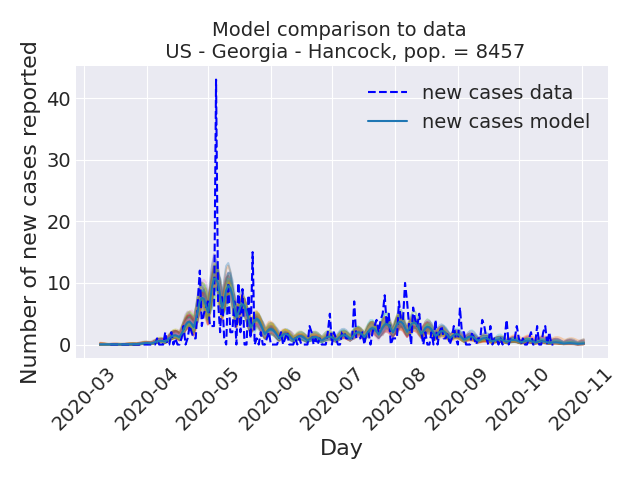 Model comparison to data
US - Georgia - Hancock, pop. = 8457
Number of new cases reported
40
30
20
10
0
new cases data
new cases model
2020-03
2020-04
2020-05
2020-06
2020-07
2020-08
2020-09
2020-10
2020-11
Day